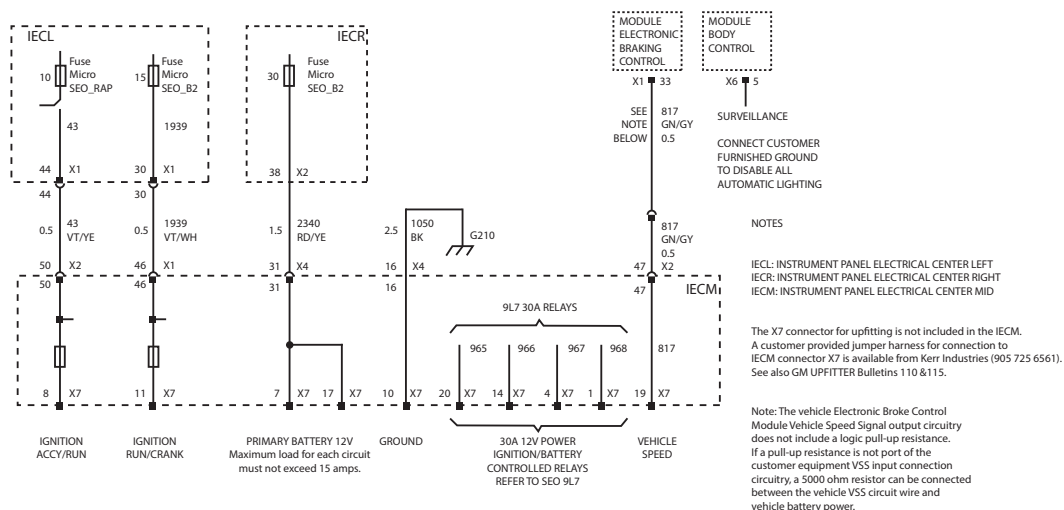 IECL
10
Fuse
Micro
SEO_RAP
15
Fuse
Micro
SEO_B2
43
1939
44 X1
30 X1
IECR
30
Fuse
Micro
SEO_B2
38 X2
MODULE
ELECTRONIC
BRAKING
CONTROL
MODULE
BODY
CONTROL
X1 33
X6 5
SEE
NOTE
BELOW
817
GN/GY
0.5
SURVEILLANCE
CONNECT CUSTOMER
FURNISHED GROUND
TO DISABLE ALL
AUTOMATIC LIGHTING
44
30
0.5
43
VT/YE
0.5
1939
VT/WH
1.5
2340
RD/YE
2.5
1050
BK
G210
817
GN/GY
0.5
50 X2
46 X1
31 X4
16 X4
47 X2
50
46
31
16
47
IECM
NOTES
IECL: INSTRUMENT PANEL ELECTRICAL CENTER LEFT
IECR: INSTRUMENT PANEL ELECTRICAL CENTER RIGHT
IECM: INSTRUMENT PANEL ELECTRICAL CENTER MID
9L7 30A RELAYS
965
966
967
968
817
8 X7
11 X7
7 X7
17 X7
10 X7
20 X7
14 X7
4 X7
1 X7
19 X7
The X7 connector for upfitting is not included in the IECM.
A customer provided jumper harness for connection to
IECM connector X7 is available from Kerr Industries (905 725 6561).
See also GM UPFITTER Bulletins 110 &115.
IGNITION
ACCY/RUN
IGNITION
RUN/CRANK
PRIMARY BATTERY 12V
Maximum load for each circuit
must not exceed 15 amps.
GROUND
30A 12V POWER
IGNITION/BATTERY
CONTROLLED RELAYS
REFER TO SEO 9L7
VEHICLE
SPEED
Note: The vehicle Electronic Broke Control
Module Vehicle Speed Signal output circuitry
does not include a logic pull-up resistance.
If a pull-up resistance is not part of the
customer equipment VSS input connection
circuitry, a 5000 ohm resistor can be connected
between the vehicle VSS circuit wire and
vehicle battery power.